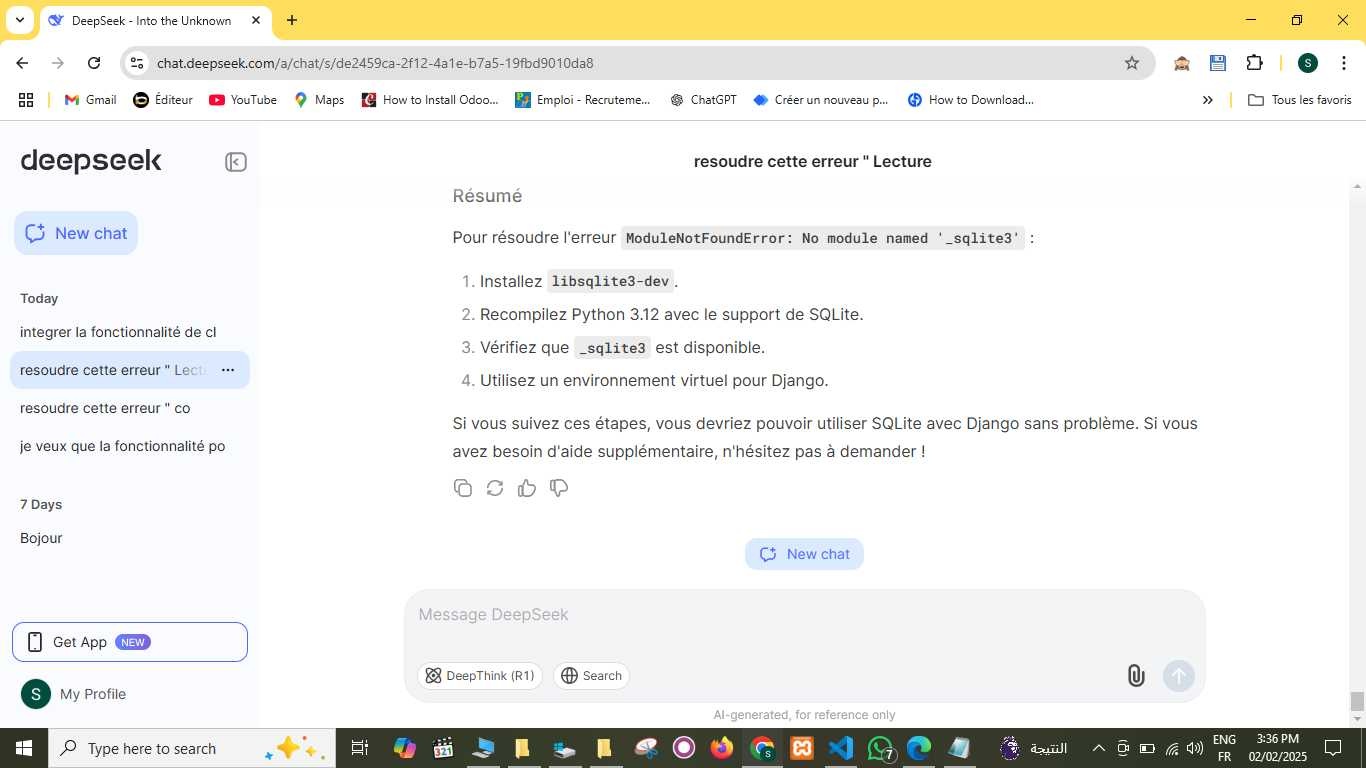 DeepSeek - Into the Unknown
chat.deepseek.com/a/chat/s/de2459ca-2f12-4a1e-b7a5-19fbd9010da8
S
Gmail
Éditeur
YouTube
Maps
How to Install Odoo...
Emploi - Recruteme...
ChatGPT
Créer un nouveau p...
How to Download...
Tous les favoris
deepseek
New chat
Today
integrer la fonctionnalité de cl
resoudre cette erreur " Lectu
resoudre cette erreur " co
je veux que la fonctionnalité po
7 Days
Bojour
Get App NEW
S My Profile
resoudre cette erreur " Lecture
Résumé
Pour résoudre l'erreur ModuleNotFoundError: No module named '_sqlite3' :
1. Installez libsqlite3-dev.
2. Recompilez Python 3.12 avec le support de SQLite.
3. Vérifiez que _sqlite3 est disponible.
4. Utilisez un environnement virtuel pour Django.
Si vous suivez ces étapes, vous devriez pouvoir utiliser SQLite avec Django sans problème. Si vous
avez besoin d'aide supplémentaire, n'hésitez pas à demander !
New chat
Message DeepSeek
DeepThink (R1)
Search
AI-generated, for reference only
Type here to search
321
S
7
النتيجة
ENG
FR
3:36 PM
02/02/2025